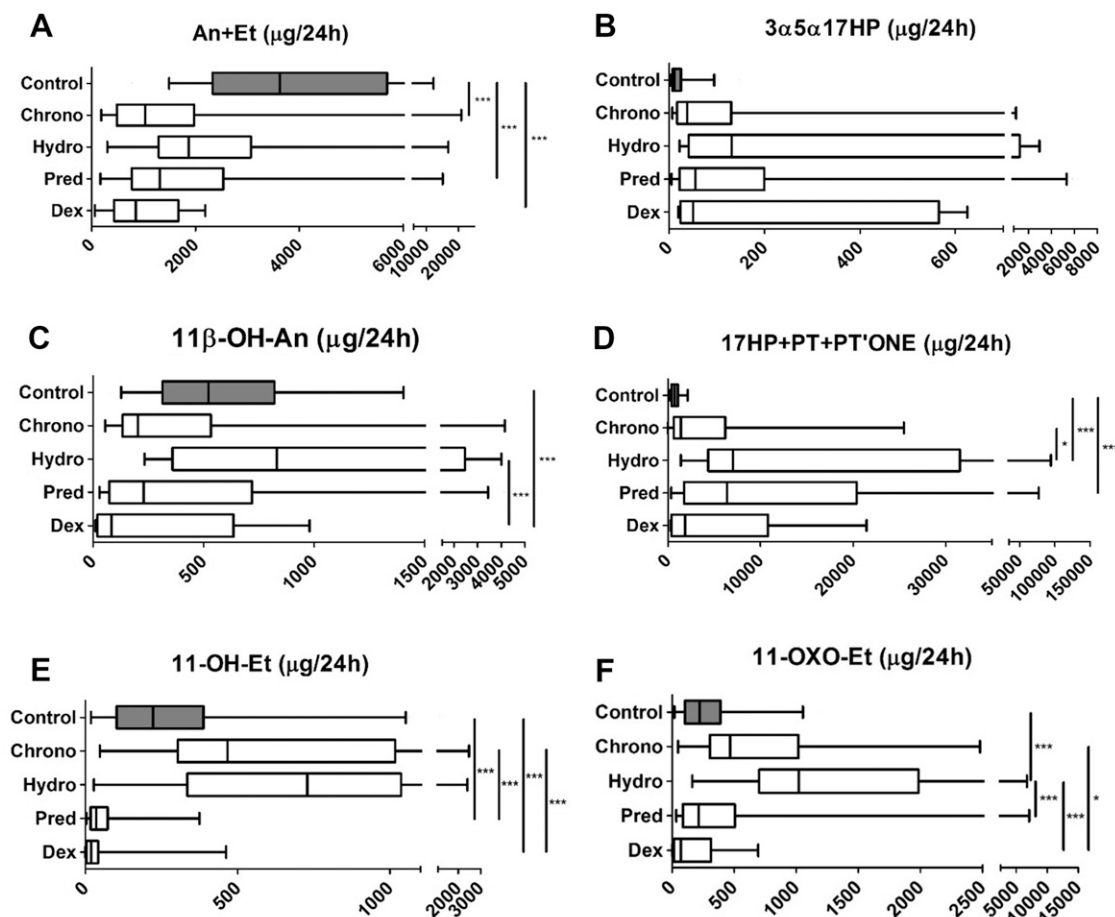 A
An+Et (μg/24h)
Control
Chrono
Hydro
Pred
Dex
0
2000
4000
6000
10000
20000
***
***
***
B
3α5α17HP (μg/24h)
Control
Chrono
Hydro
Pred
Dex
0
200
400
600
2000
4000
6000
8000
C
11β-OH-An (μg/24h)
Control
Chrono
Hydro
Pred
Dex
0
500
1000
1500
2000
3000
4000
5000
***
***
D
17HP+PT+PT'ONE (μg/24h)
Control
Chrono
Hydro
Pred
Dex
0
10000
20000
30000
50000
100000
150000
*
***
***
E
11-OH-Et (μg/24h)
Control
Chrono
Hydro
Pred
Dex
0
500
1000
2000
3000
***
***
***
***
F
11-OXO-Et (μg/24h)
Control
Chrono
Hydro
Pred
Dex
0
500
1000
1500
2000
2500
5000
10000
15000
***
***
***
*